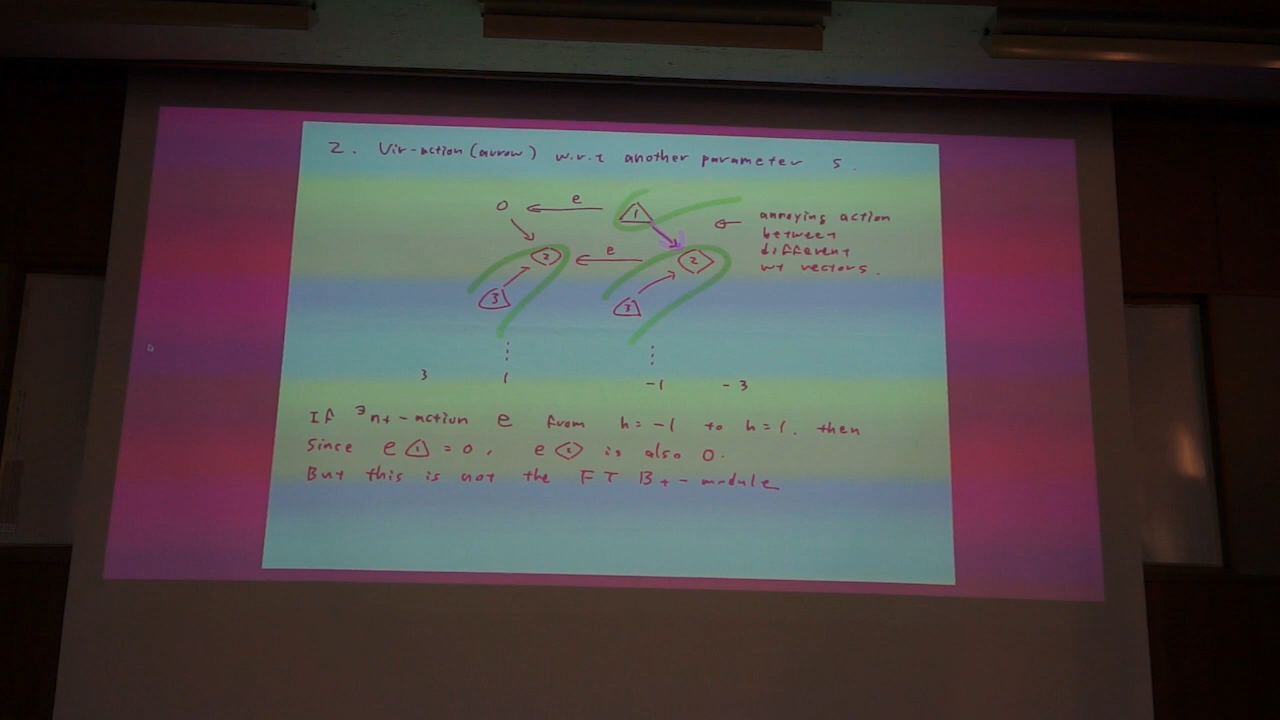 2. Vir-action (arrow) w.r.t another parameter s.
0 e 1
annoying action
between
different
wt vectors.
2 e 2
3 3
3 1 -1 -3
If ∃n+-action e from h=-1 to h=1. then
Since e 1 = 0, e 2 is also 0.
But this is not the FT B+-module